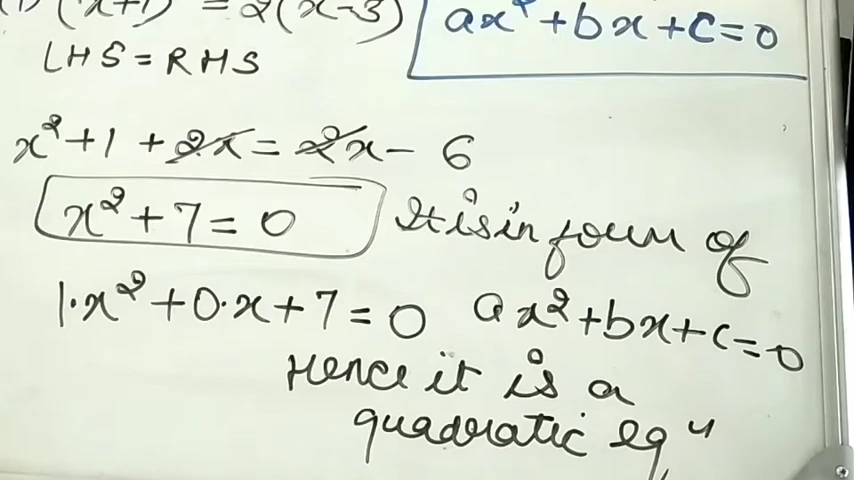 (x+1) = 2(x-3)
ax² + bx + c = 0
LHS = RHS
x² + 1 + 2x = 2x - 6
x² + 7 = 0 It is in form of
1·x² + 0·x + 7 = 0 ax² + bx + c = 0
Hence it is a
quadratic eqⁿ